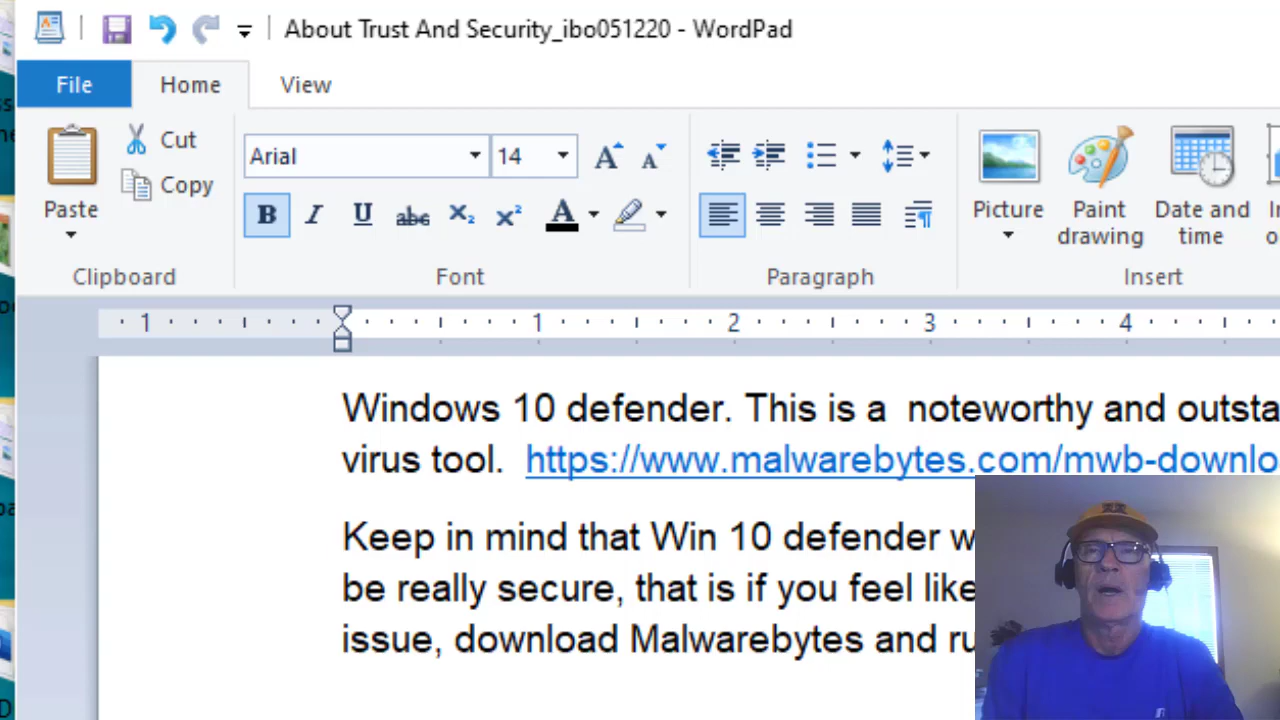 About Trust And Security_ibo051220 - WordPad
File Home View
Cut
Copy
Paste
Clipboard
Arial 14
B I U abc X₂ X² A
Font
Paragraph
Picture
Paint drawing
Date and time
Insert
1 1 2 3 4
Windows 10 defender. This is a noteworthy and outsta
virus tool. https://www.malwarebytes.com/mwb-downlo
Keep in mind that Win 10 defender w
be really secure, that is if you feel like
issue, download Malwarebytes and ru